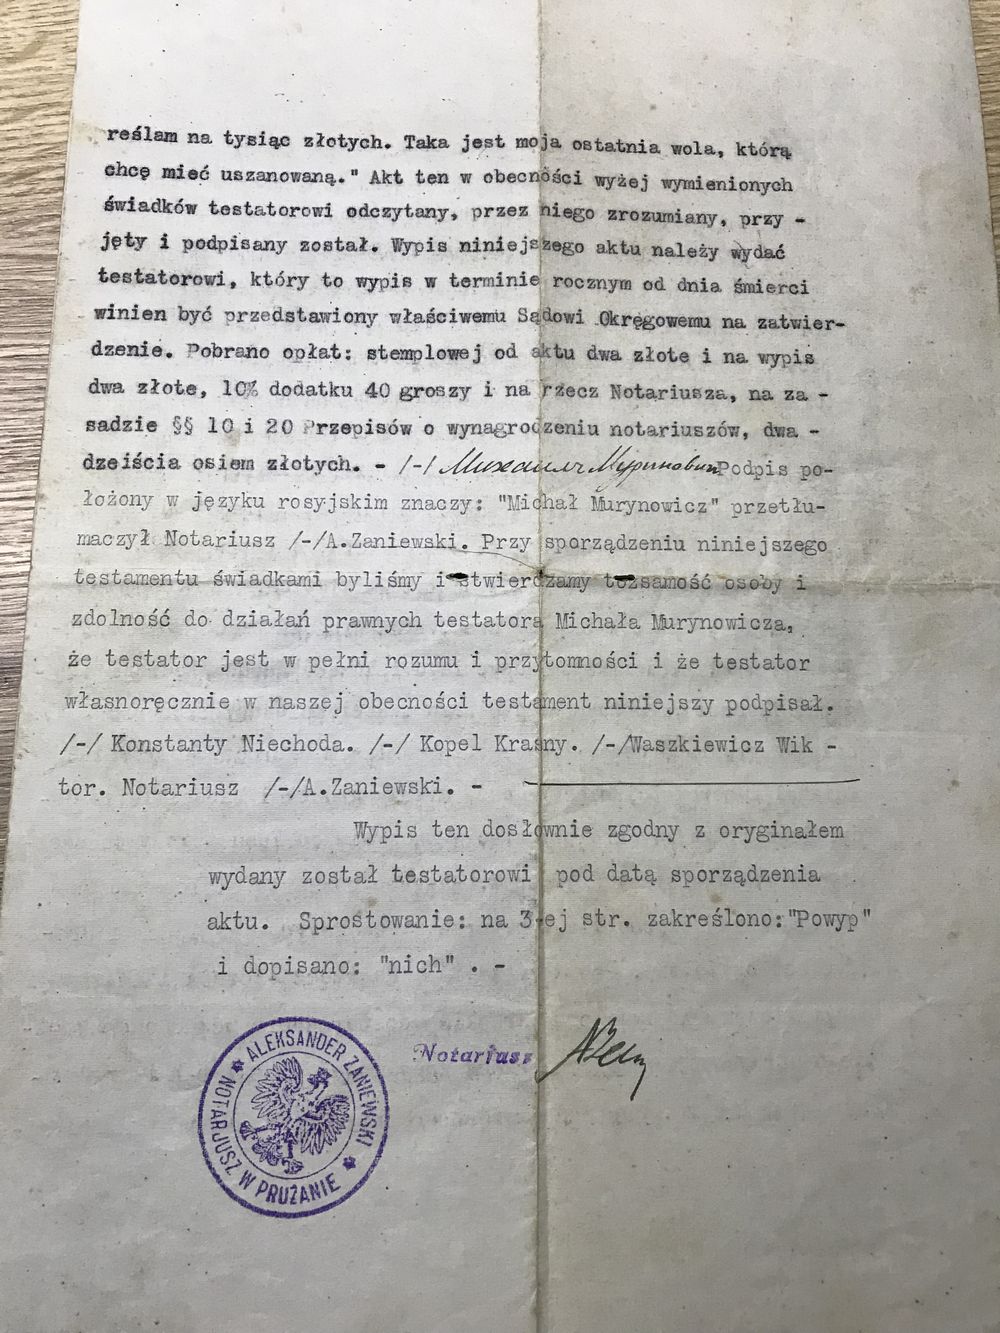 reślam na tysiąc złotych. Taka jest moja ostatnia wola, którą
chcę mieć uszanowaną." Akt ten w obecności wyżej wymienionych
świadków testatorowi odczytany, przez niego zrozumiany, przy -
jęty i podpisany został. Wypis niniejszego aktu należy wydać
testatorowi, który to wypis w terminie rocznym od dnia śmierci
winien być przedstawiony właściwemu Sądowi Okręgowemu na zatwier-
dzenie. Pobrano opłat: stemplowej od aktu dwa złote i na wypis
dwa złote, 10% dodatku 40 groszy i na rzecz Notariusza, na za -
sadzie §§ 10 i 20 Przepisów o wynagrodzeniu notariuszów, dwa -
dzeiścia osiem złotych. - /-/ Михаилъ Муринович Podpis po-
łożony w języku rosyjskim znaczy: "Michał Murynowicz" przetłu-
maczył Notariusz /-/A.Zaniewski. Przy sporządzeniu niniejszego
testamentu świadkami byliśmy i stwierdzamy tożsamość osoby i
zdolność do działań prawnych testatora Michała Murynowicza,
że testator jest w pełni rozumu i przytomności i że testator
własnoręcznie w naszej obecności testament niniejszy podpisał.
/-/ Konstanty Niechoda. /-/ Kopel Krasny. /-/Waszkiewicz Wik -
tor. Notariusz /-/A.Zaniewski. -
Wypis ten dosłownie zgodny z oryginałem
wydany został testatorowi pod datą sporządzenia
aktu. Sprostowanie: na 3-ej str. zakreślono:"Powyp"
i dopisano: "nich" . -
Notariusz
ALEKSANDER ZANIEWSKI
NOTARJUSZ W PRUŻANIE